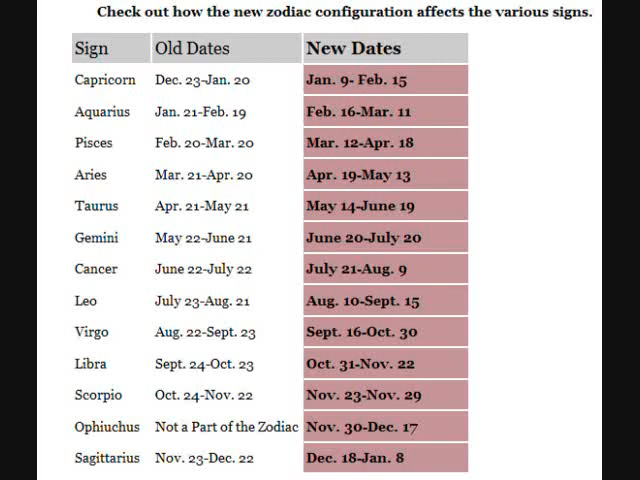 Check out how the new zodiac configuration affects the various signs.
Sign Old Dates New Dates
Capricorn Dec. 23-Jan. 20 Jan. 9- Feb. 15
Aquarius Jan. 21-Feb. 19 Feb. 16-Mar. 11
Pisces Feb. 20-Mar. 20 Mar. 12-Apr. 18
Aries Mar. 21-Apr. 20 Apr. 19-May 13
Taurus Apr. 21-May 21 May 14-June 19
Gemini May 22-June 21 June 20-July 20
Cancer June 22-July 22 July 21-Aug. 9
Leo July 23-Aug. 21 Aug. 10-Sept. 15
Virgo Aug. 22-Sept. 23 Sept. 16-Oct. 30
Libra Sept. 24-Oct. 23 Oct. 31-Nov. 22
Scorpio Oct. 24-Nov. 22 Nov. 23-Nov. 29
Ophiuchus Not a Part of the Zodiac Nov. 30-Dec. 17
Sagittarius Nov. 23-Dec. 22 Dec. 18-Jan. 8